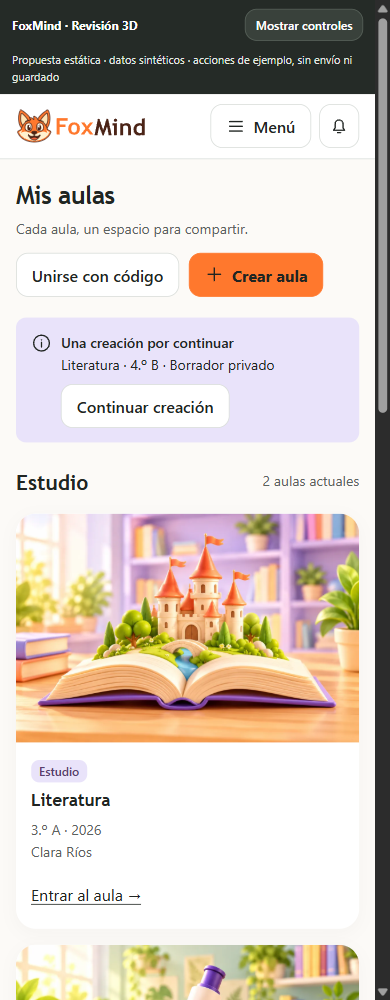 FoxMind · Revisión 3D
Mostrar controles
Propuesta estática · datos sintéticos · acciones de ejemplo, sin envío ni
guardado
FoxMind
Menú
Mis aulas
Cada aula, un espacio para compartir.
Unirse con código
+ Crear aula
Una creación por continuar
Literatura · 4.º B · Borrador privado
Continuar creación
Estudio
2 aulas actuales
Estudio
Literatura
3.º A · 2026
Clara Ríos
Entrar al aula →